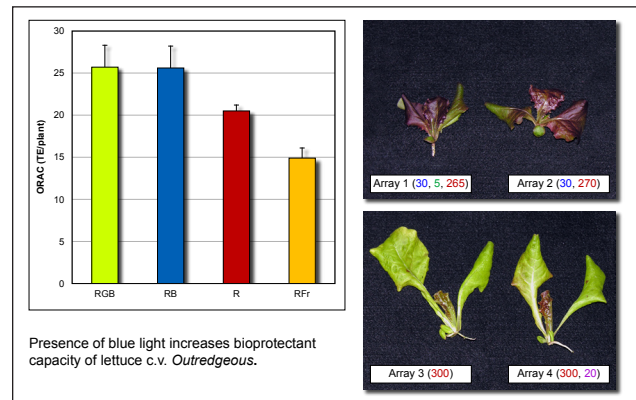 30
25
20
15
10
5
0
ORAC (TE/plant)
RGB RB R RFr
Presence of blue light increases bioprotectant
capacity of lettuce c.v. Outredgeous.
Array 1 (30, 5, 265) Array 2 (30, 270)
Array 3 (300) Array 4 (300, 20)